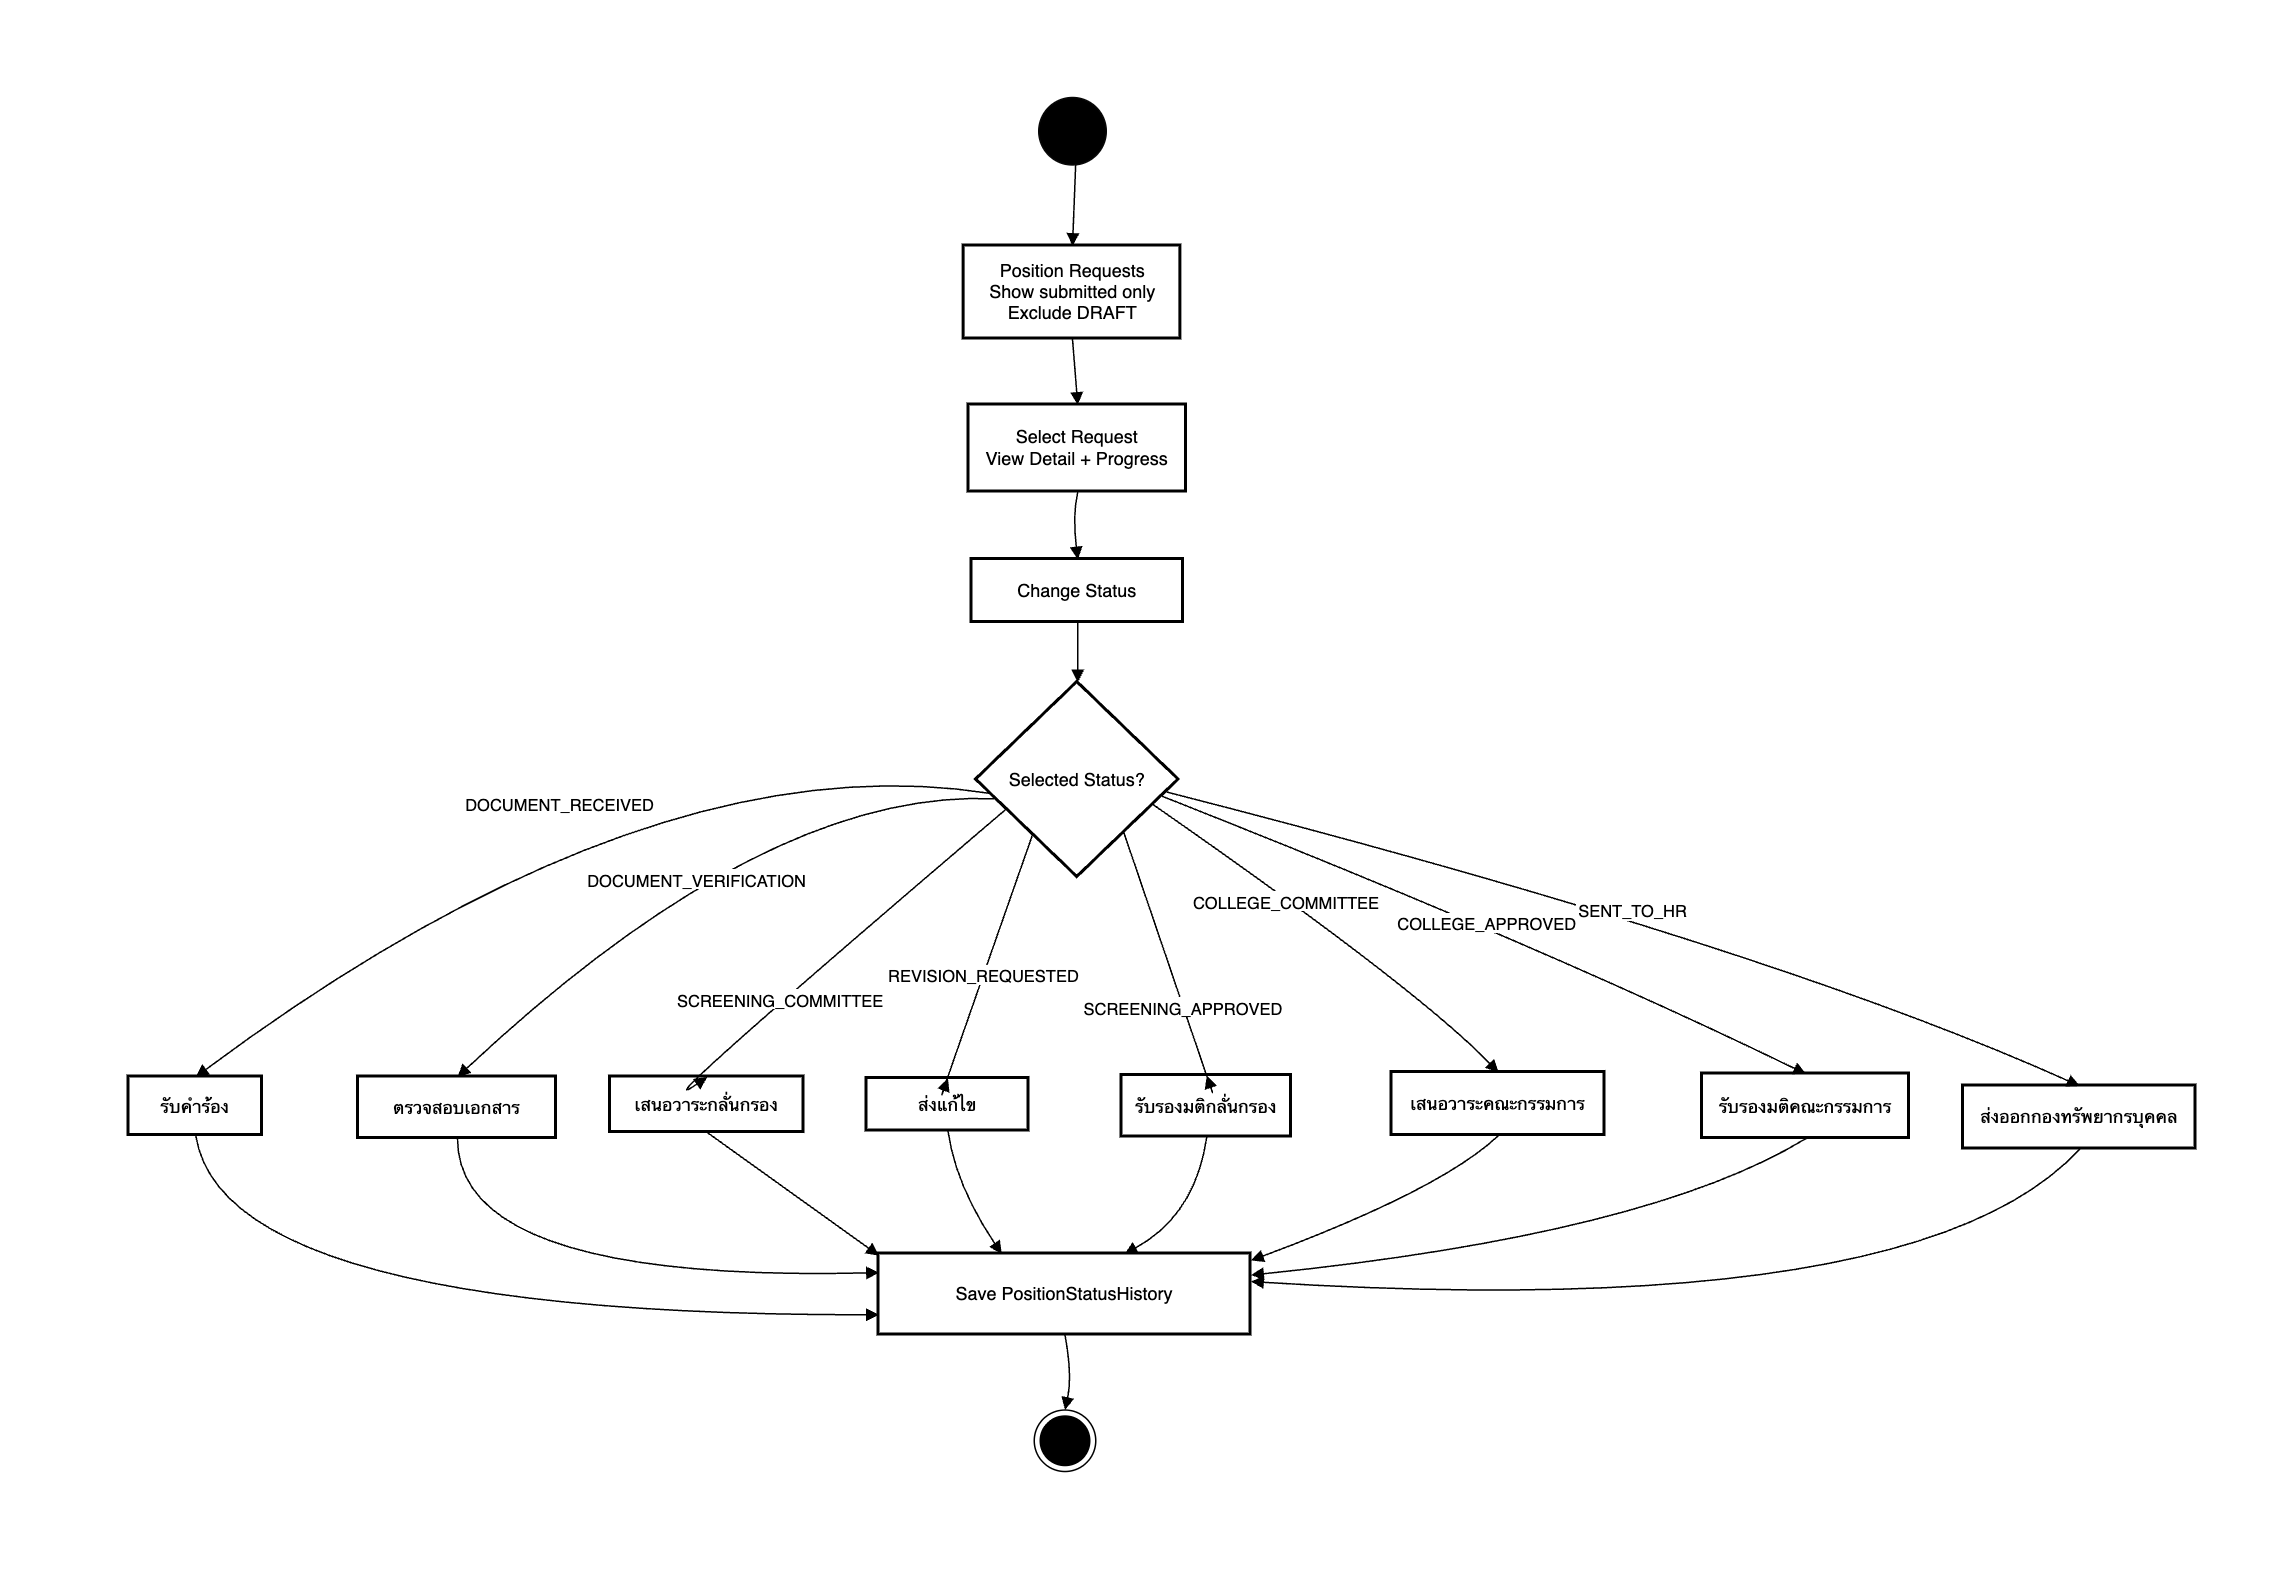 Position Requests
Show submitted only
Exclude DRAFT
Select Request
View Detail + Progress
Change Status
Selected Status?
DOCUMENT_RECEIVED
DOCUMENT_VERIFICATION
SCREENING_COMMITTEE
REVISION_REQUESTED
SCREENING_APPROVED
COLLEGE_COMMITTEE
COLLEGE_APPROVED
SENT_TO_HR
รับคำร้อง
ตรวจสอบเอกสาร
เสนอวาระกลั่นกรอง
ส่งแก้ไข
รับรองมติกลั่นกรอง
เสนอวาระคณะกรรมการ
รับรองมติคณะกรรมการ
ส่งออกกองทรัพยากรบุคคล
Save PositionStatusHistory